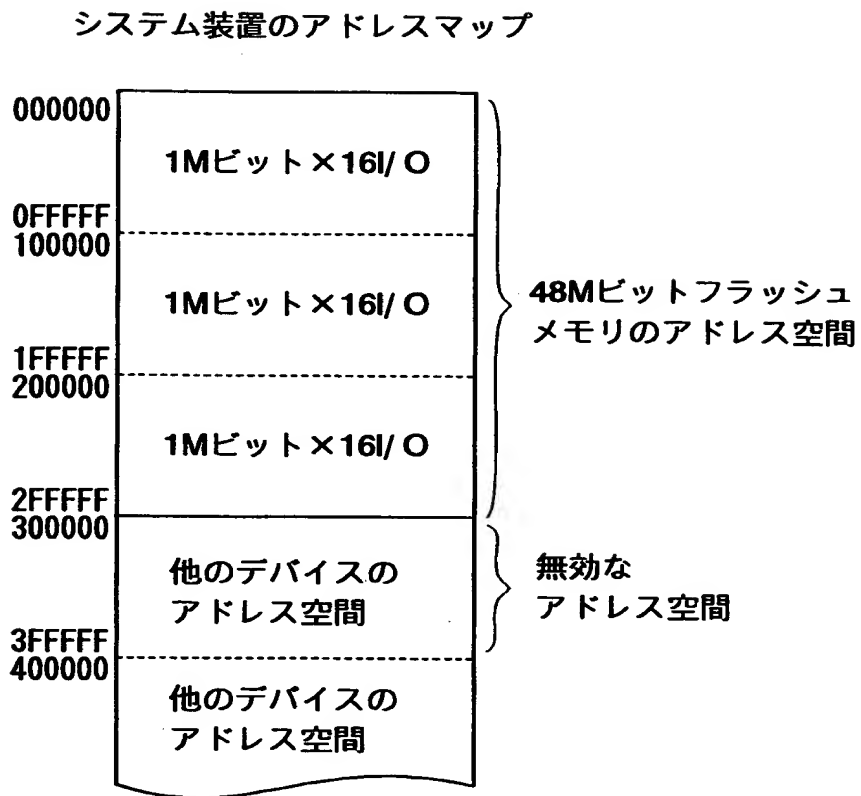 システム装置のアドレスマップ
000000
1Mビット×16I/O
0FFFFF
100000
1Mビット×16I/O
48Mビットフラッシュ
メモリのアドレス空間
1FFFFF
200000
1Mビット×16I/O
2FFFFF
300000
他のデバイスの
アドレス空間
無効な
アドレス空間
3FFFFF
400000
他のデバイスの
アドレス空間